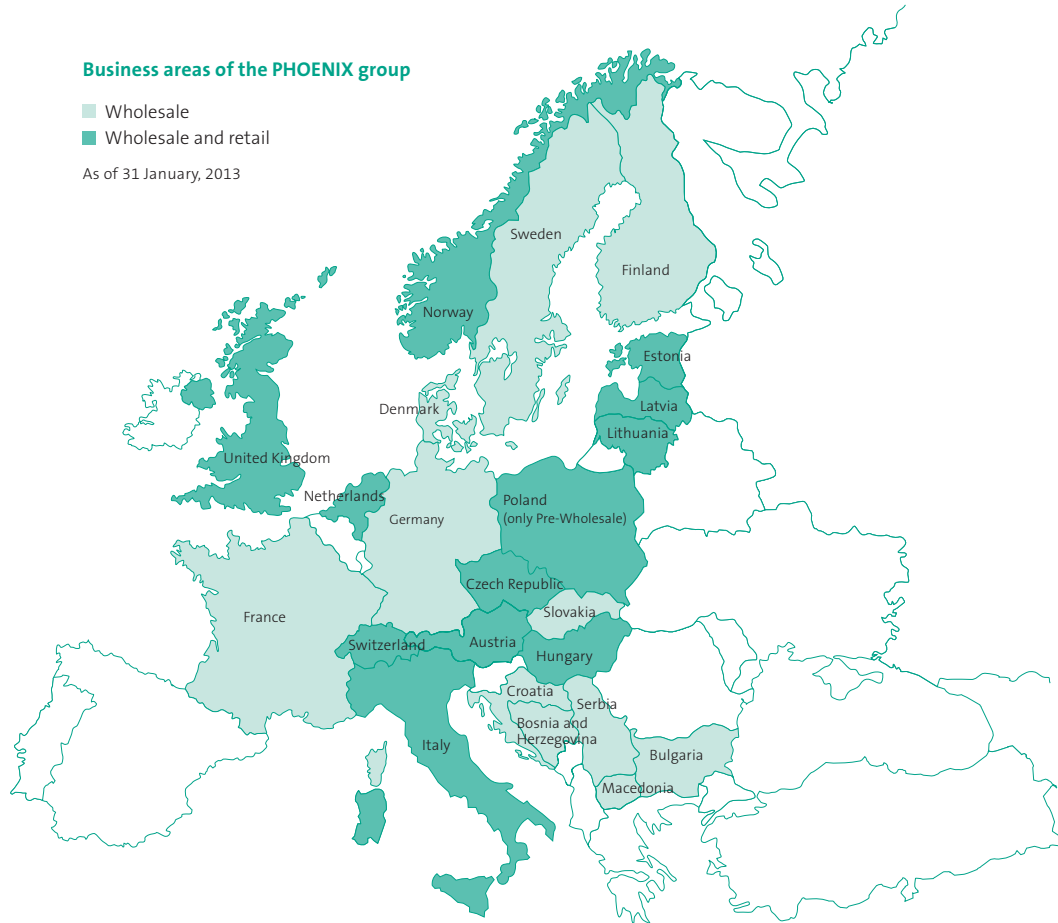 Business areas of the PHOENIX group
Wholesale
Wholesale and retail
As of 31 January, 2013
Sweden
Finland
Norway
Estonia
Denmark
Latvia
Lithuania
United Kingdom
Netherlands
Poland
(only Pre-Wholesale)
Germany
Czech Republic
Slovakia
France
Switzerland
Austria
Hungary
Croatia
Serbia
Bosnia and
Herzegovina
Italy
Bulgaria
Macedonia